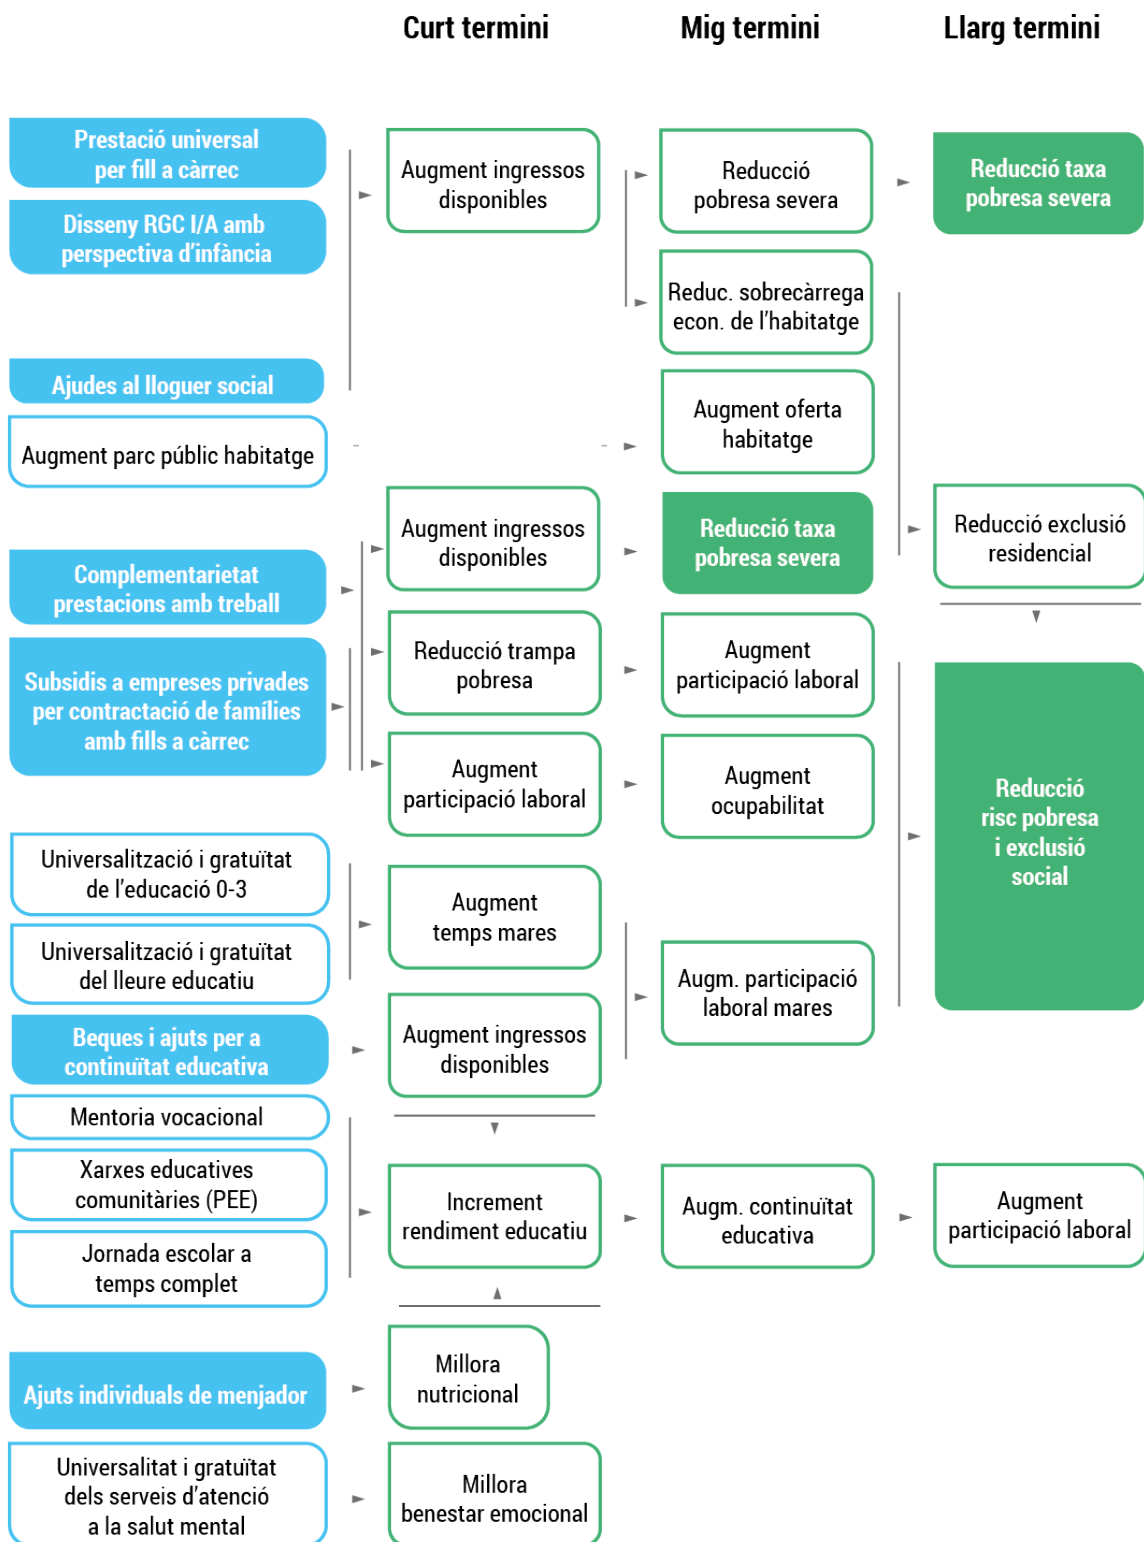 Curt termini
Mig termini
Llarg termini
Prestació universal
per fill a càrrec
Augment ingressos
disponibles
Reducció
pobresa severa
Reducció taxa
pobresa severa
Disseny RGC I/A amb
perspectiva d'infància
Reduc. sobrecàrrega
econ. de l'habitatge
Ajudes al lloguer social
Augment oferta
habitatge
Augment parc públic habitatge
Augment ingressos
disponibles
Reducció taxa
pobresa severa
Reducció exclusió
residencial
Complementarietat
prestacions amb treball
Reducció trampa
pobresa
Augment
participació laboral
Subsidis a empreses privades
per contractació de famílies
amb fills a càrrec
Augment
participació laboral
Augment
ocupabilitat
Reducció
risc pobresa
i exclusió
social
Universalització i gratuïtat
de l'educació 0-3
Augment
temps mares
Universalització i gratuïtat
del lleure educatiu
Augm. participació
laboral mares
Beques i ajuts per a
continuïtat educativa
Augment ingressos
disponibles
Mentoria vocacional
Xarxes educatives
comunitàries (PEE)
Increment
rendiment educatiu
Augm. continuïtat
educativa
Augment
participació laboral
Jornada escolar a
temps complet
Ajuts individuals de menjador
Millora
nutricional
Universalitat i gratuïtat
dels serveis d'atenció
a la salut mental
Millora
benestar emocional